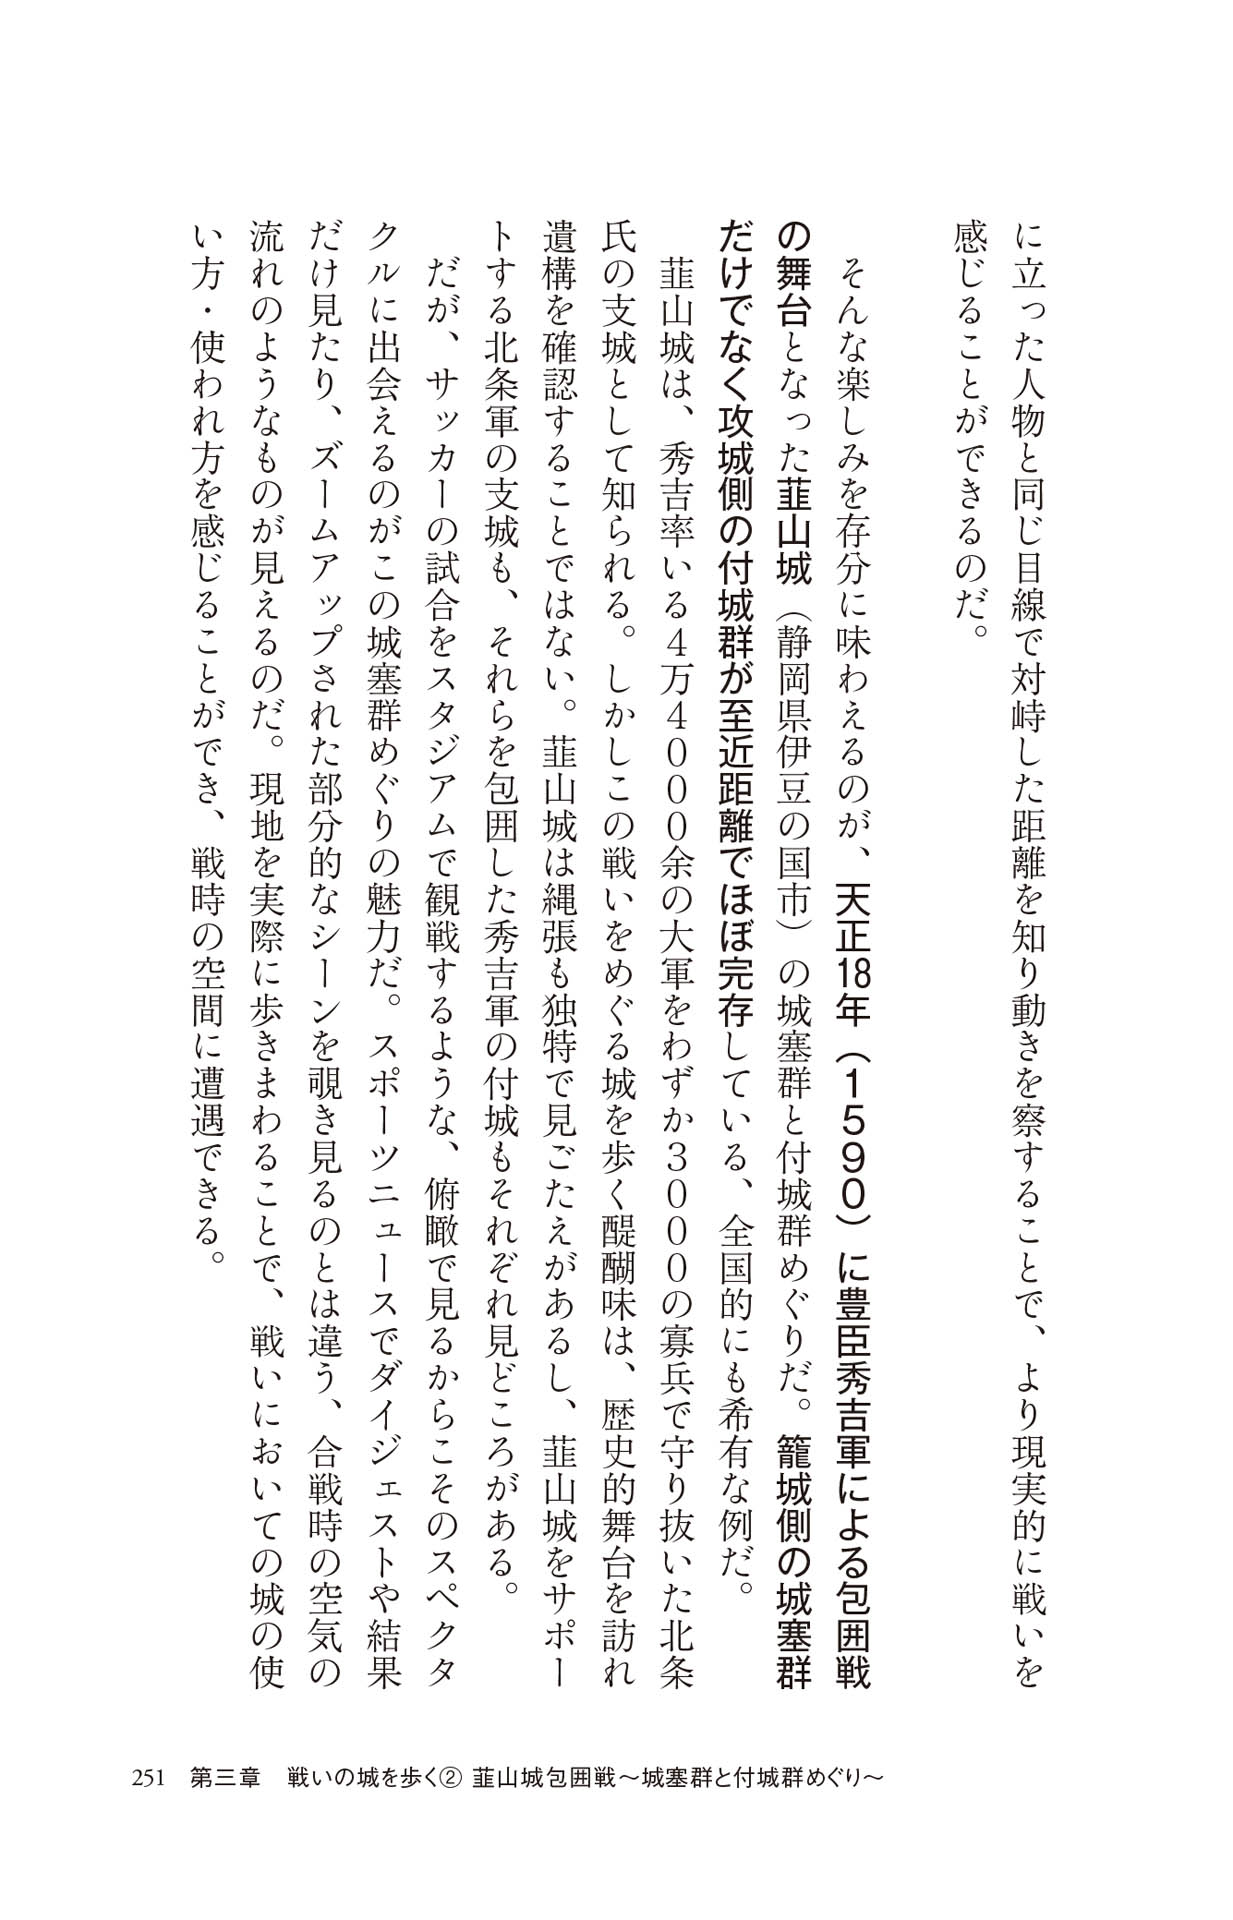 に立った人物と同じ目線で対峙した距離を知り動きを察することで、より現実的に戦いを
感じることができるのだ。
そんな楽しみを存分に味わえるのが、天正18年（１５９０）に豊臣秀吉軍による包囲戦
の舞台となった韮山城（静岡県伊豆の国市）の城塞群と付城群めぐりだ。籠城側の城塞群
だけでなく攻城側の付城群が至近距離でほぼ完存している、全国的にも希有な例だ。
韮山城は、秀吉率いる４万４０００余の大軍をわずか３０００の寡兵で守り抜いた北条
氏の支城として知られる。しかしこの戦いをめぐる城を歩く醍醐味は、歴史的舞台を訪れ
遺構を確認することではない。韮山城は縄張も独特で見ごたえがあるし、韮山城をサポー
トする北条軍の支城も、それらを包囲した秀吉軍の付城もそれぞれ見どころがある。
だが、サッカーの試合をスタジアムで観戦するような、俯瞰で見るからこそのスペクタ
クルに出会えるのがこの城塞群めぐりの魅力だ。スポーツニュースでダイジェストや結果
だけ見たり、ズームアップされた部分的なシーンを覗き見るのとは違う、合戦時の空気の
流れのようなものが見えるのだ。現地を実際に歩きまわることで、戦いにおいての城の使
い方・使われ方を感じることができ、戦時の空間に遭遇できる。
251 第三章　戦いの城を歩く② 韮山城包囲戦〜城塞群と付城群めぐり〜